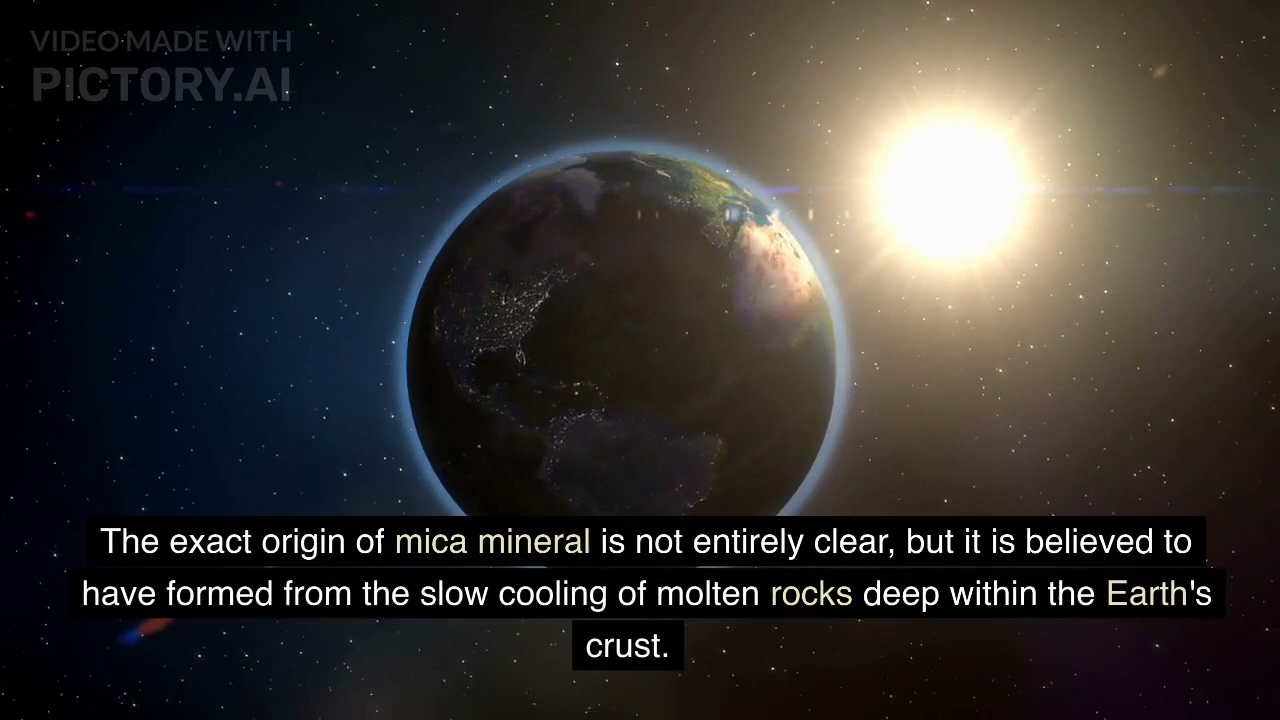 VIDEO MADE WITH
PICTORY.AI
The exact origin of mica mineral is not entirely clear, but it is believed to
have formed from the slow cooling of molten rocks deep within the Earth's
crust.